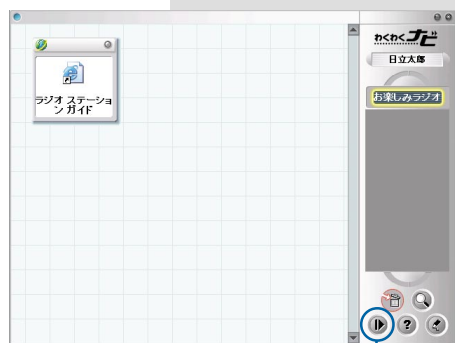 わくわくナビ
日立太郎
お楽しみラジオ
ラジオ ステーショ
ン ガイド
?